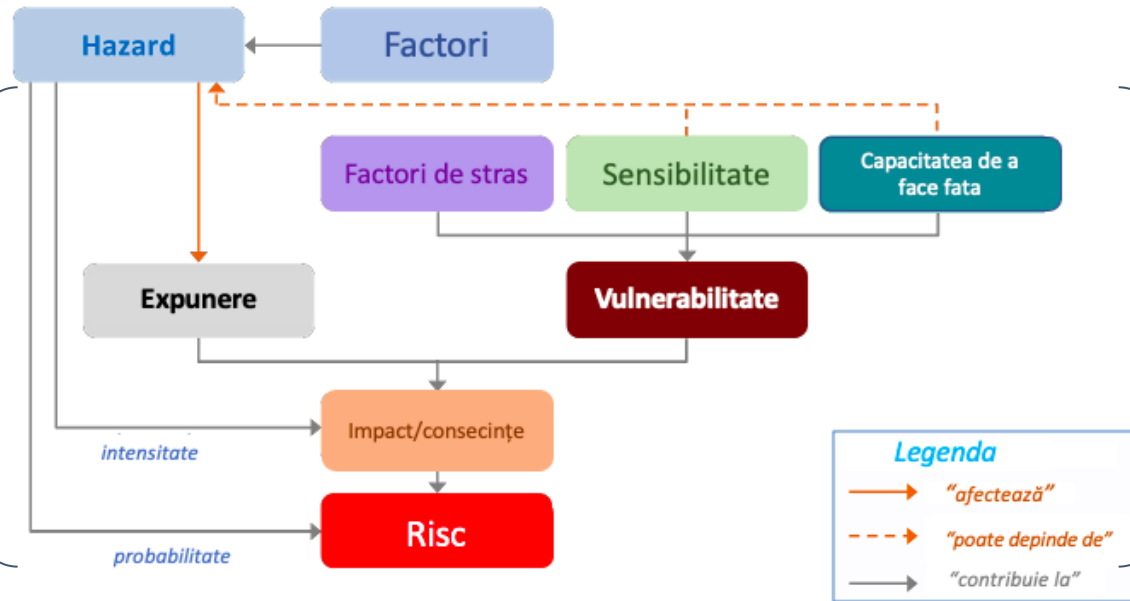 Hazard
Factori
Factori de stras
Sensibilitate
Capacitatea de a
face fata
Expunere
Vulnerabilitate
Impact/consecințe
intensitate
Risc
probabilitate
Legenda
“afectează”
“poate depinde de”
“contribuie la”